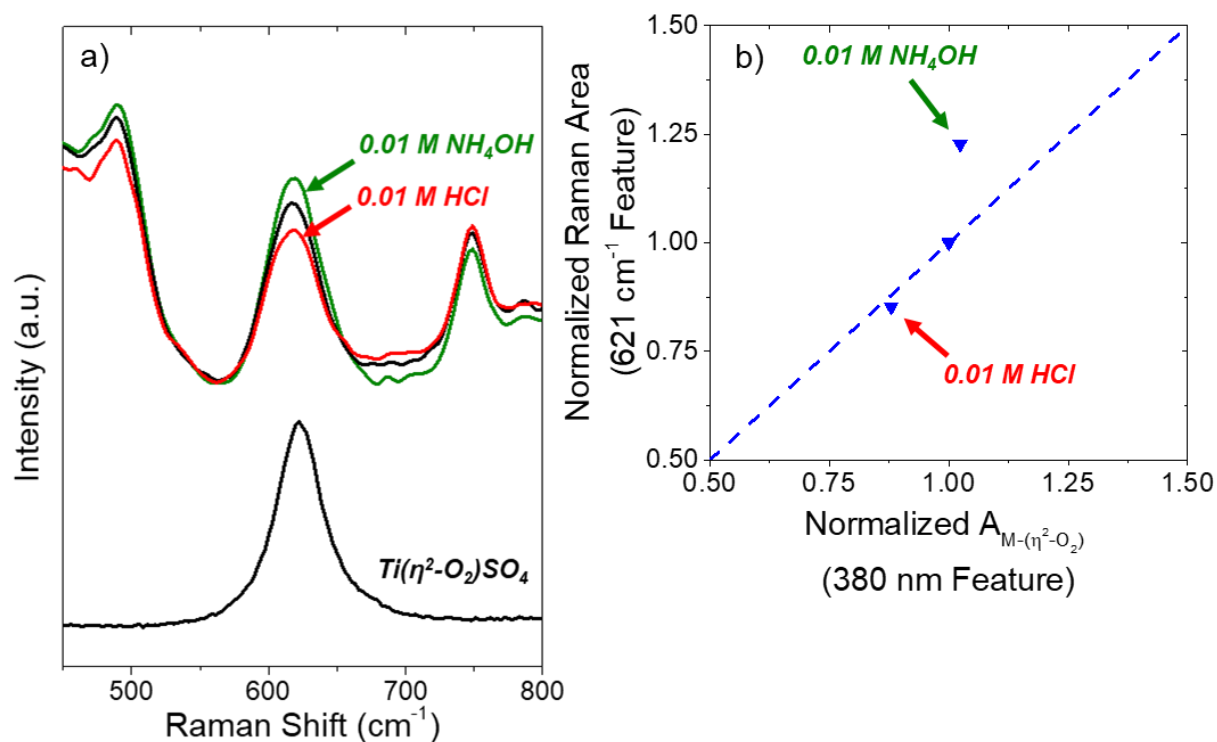 a)
0.01 M NH₄OH
0.01 M HCl
Ti(η²-O₂)SO₄
Intensity (a.u.)
500 600 700 800
Raman Shift (cm⁻¹)
b)
0.01 M NH₄OH
0.01 M HCl
Normalized Raman Area
(621 cm⁻¹ Feature)
1.50
1.25
1.00
0.75
0.50
0.50 0.75 1.00 1.25 1.50
Normalized A_M-(η²-O₂)
(380 nm Feature)